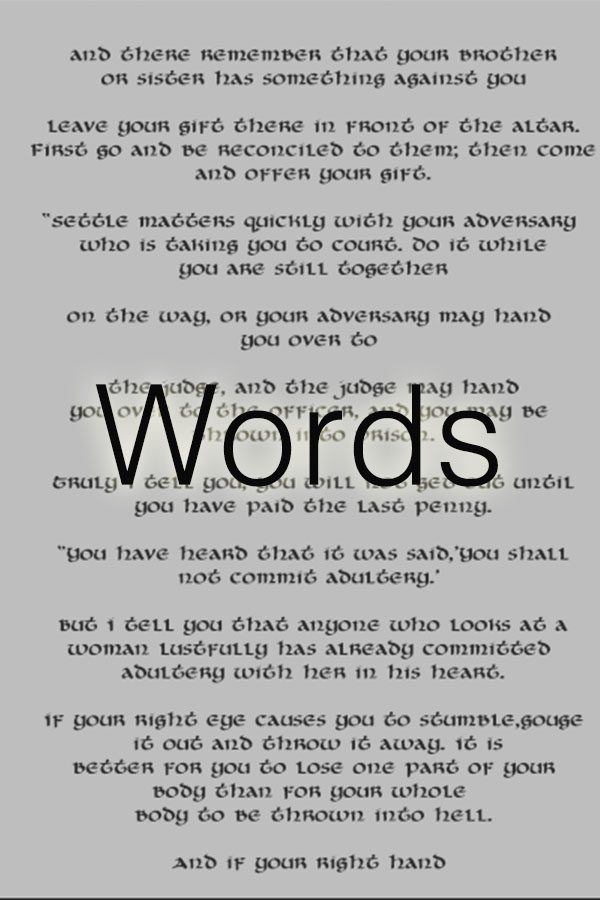 and there remember that your brother
or sister has something against you
Leave your gift there in front of the altar.
First go and be reconciled to them; then come
and offer your gift.
"Settle matters quickly with your adversary
who is taking you to court. Do it while
you are still together
on the way, or your adversary may hand
you over to
the judge, and the judge may hand
you over to the officer, and you may be
thrown into prison.
Words
Truly I tell you, you will not get out until
you have paid the last penny.
"You have heard that it was said,'You shall
not commit adultery.'
But I tell you that anyone who looks at a
woman lustfully has already committed
adultery with her in his heart.
If your right eye causes you to stumble,gouge
it out and throw it away. It is
better for you to lose one part of your
body than for your whole
body to be thrown into hell.
And if your right hand